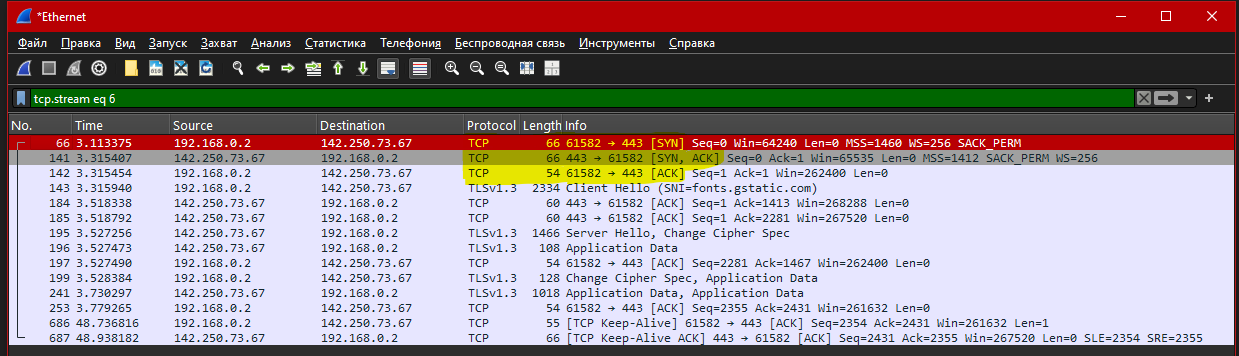 *Ethernet
Файл Правка Вид Запуск Захват Анализ Статистика Телефония Беспроводная связь Инструменты Справка
tcp.stream eq 6
No. Time Source Destination Protocol Length Info
66 3.113375 192.168.0.2 142.250.73.67 TCP 66 61582 → 443 [SYN] Seq=0 Win=64240 Len=0 MSS=1460 WS=256 SACK_PERM
141 3.315407 142.250.73.67 192.168.0.2 TCP 66 443 → 61582 [SYN, ACK] Seq=0 Ack=1 Win=65535 Len=0 MSS=1412 SACK_PERM WS=256
142 3.315454 192.168.0.2 142.250.73.67 TCP 54 61582 → 443 [ACK] Seq=1 Ack=1 Win=262400 Len=0
143 3.315940 192.168.0.2 142.250.73.67 TLSv1.3 2334 Client Hello (SNI=fonts.gstatic.com)
184 3.518338 142.250.73.67 192.168.0.2 TCP 60 443 → 61582 [ACK] Seq=1 Ack=1413 Win=268288 Len=0
185 3.518792 142.250.73.67 192.168.0.2 TCP 60 443 → 61582 [ACK] Seq=1 Ack=2281 Win=267520 Len=0
195 3.527256 142.250.73.67 192.168.0.2 TLSv1.3 1466 Server Hello, Change Cipher Spec
196 3.527473 142.250.73.67 192.168.0.2 TLSv1.3 108 Application Data
197 3.527490 192.168.0.2 142.250.73.67 TCP 54 61582 → 443 [ACK] Seq=2281 Ack=1467 Win=262400 Len=0
199 3.528384 192.168.0.2 142.250.73.67 TLSv1.3 128 Change Cipher Spec, Application Data
241 3.730297 142.250.73.67 192.168.0.2 TLSv1.3 1018 Application Data, Application Data
253 3.779265 192.168.0.2 142.250.73.67 TCP 54 61582 → 443 [ACK] Seq=2355 Ack=2431 Win=261632 Len=0
686 48.736816 192.168.0.2 142.250.73.67 TCP 55 [TCP Keep-Alive] 61582 → 443 [ACK] Seq=2354 Ack=2431 Win=261632 Len=1
687 48.938182 142.250.73.67 192.168.0.2 TCP 66 [TCP Keep-Alive ACK] 443 → 61582 [ACK] Seq=2431 Ack=2355 Win=267520 Len=0 SLE=2354 SRE=2355